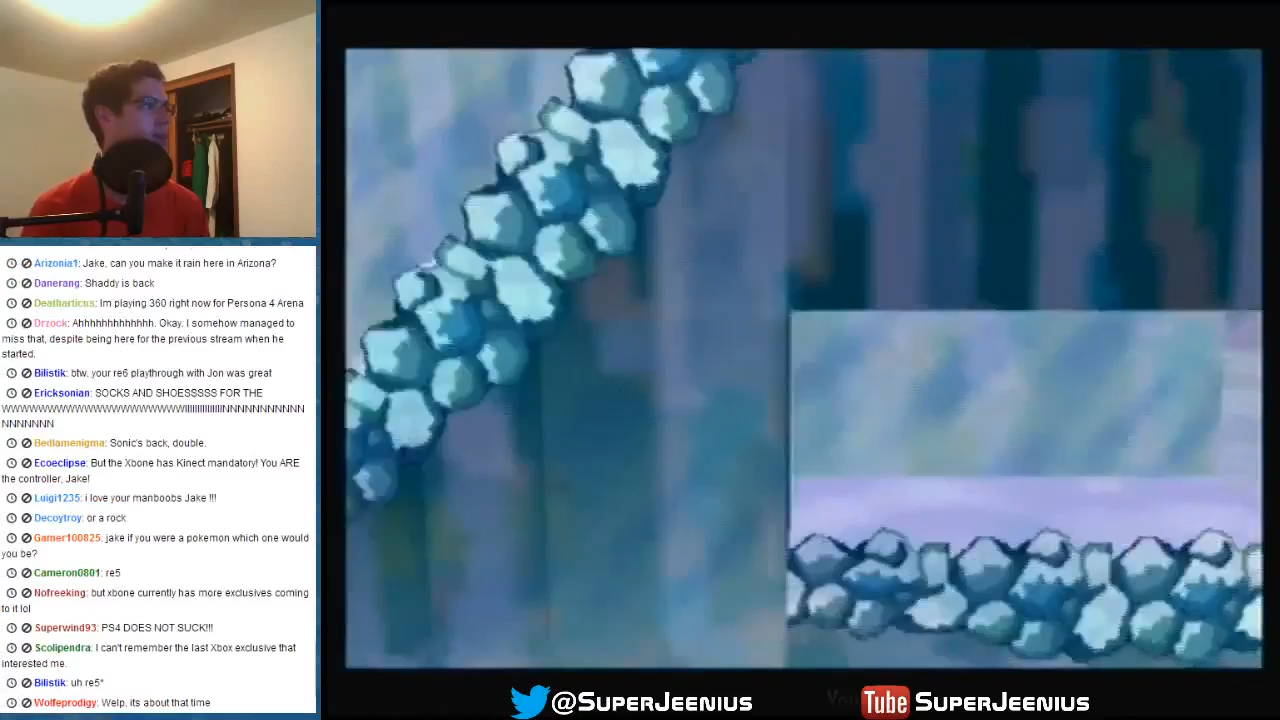 Arizonia1: Jake, can you make it rain here in Arizona?
Danerang: Shaddy is back
Deatharticus: Im playing 360 right now for Persona 4 Arena
Drzock: Ahhhhhhhhhhhh. Okay. I somehow managed to
miss that, despite being here for the previous stream when he
started.
Bilistik: btw, your re6 playthrough with Jon was great
Ericksonian: SOCKS AND SHOESSSSS FOR THE
Bedlamenigma: Sonic's back, double.
Ecoeclipse: But the Xbone has Kinect mandatory! You ARE
the controller, Jake!
Luigi1235: i love your manboobs Jake !!!
Decoytroy: or a rock
Gamer100825: jake if you were a pokemon which one would
you be?
Cameron0801: re5
Nofreeking: but xbone currently has more exclusives coming
to it lol
Superwind93: PS4 DOES NOT SUCK!!!
Scolipendra: I can't remember the last Xbox exclusive that
interested me.
Bilistik: uh re5*
Wolfeprodigy: Welp, its about that time
@SuperJeenius You Tube SuperJeenius